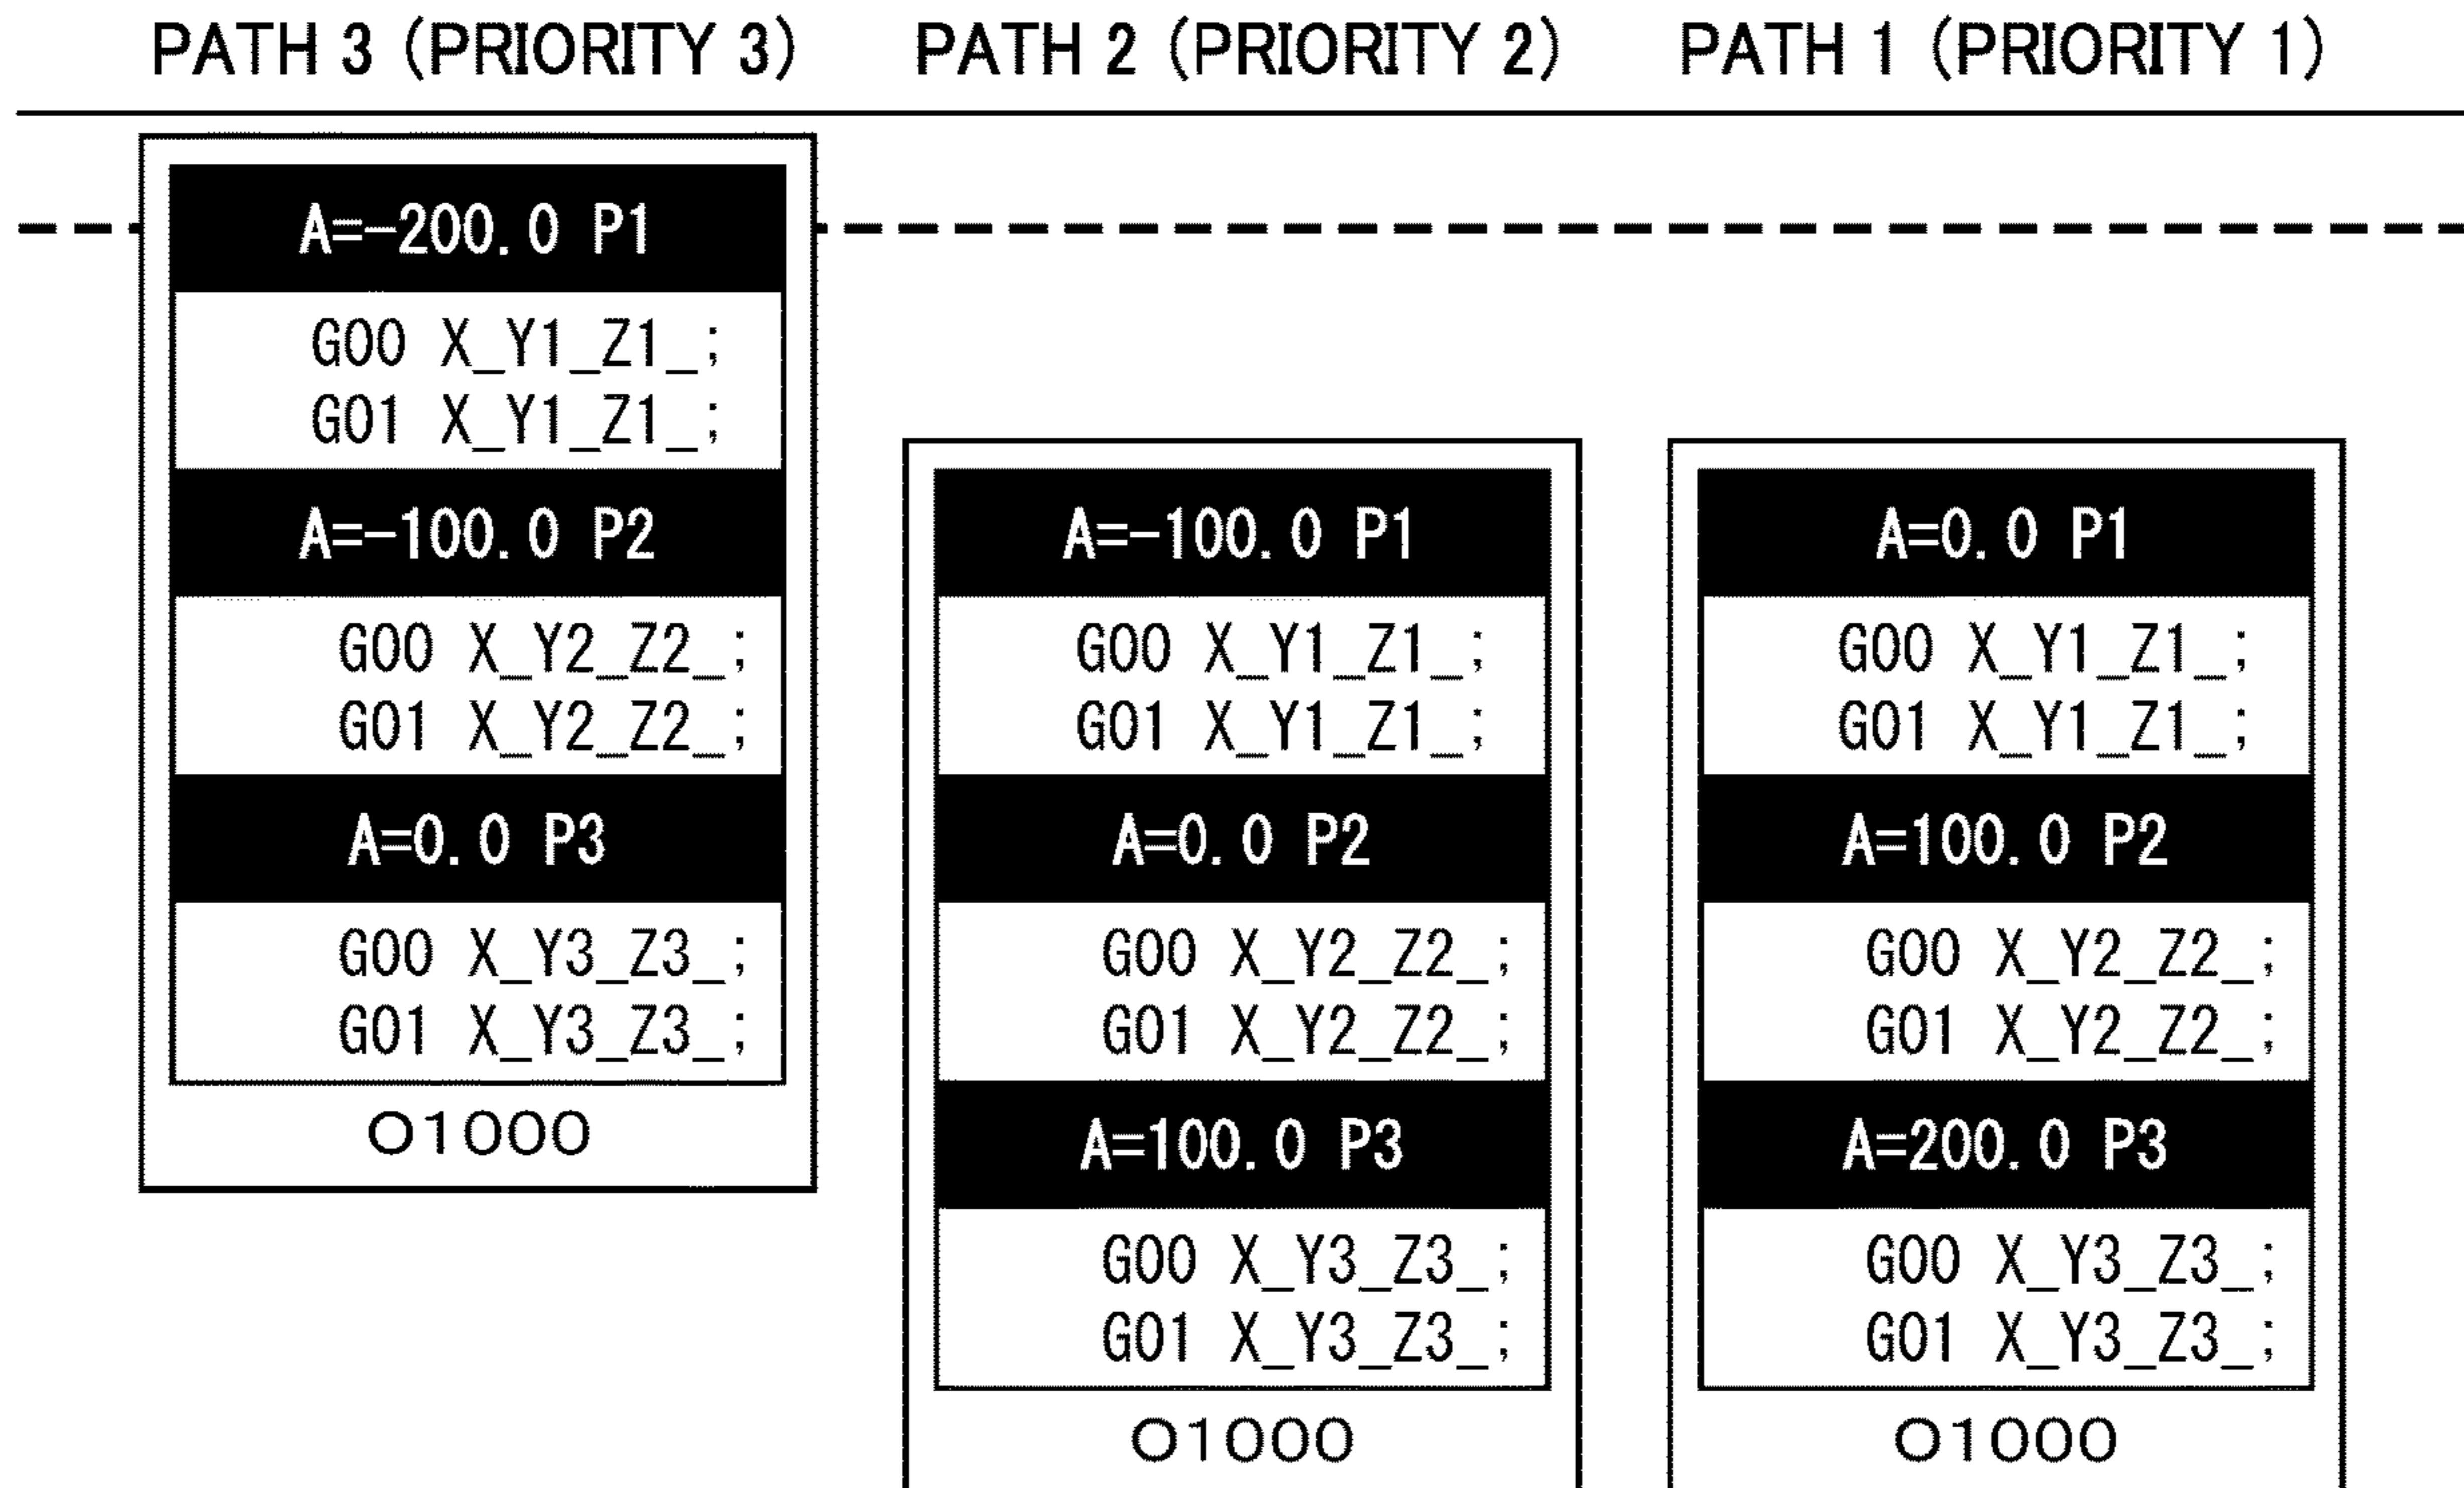 PATH 3 (PRIORITY 3)
PATH 2 (PRIORITY 2)
PATH 1 (PRIORITY 1)
A=-200.0 P1
G00 X_Y1_Z1_;
G01 X_Y1_Z1_;
A=-100.0 P2
G00 X_Y2_Z2_;
G01 X_Y2_Z2_;
A=0.0 P3
G00 X_Y3_Z3_;
G01 X_Y3_Z3_;
O1000
A=-100.0 P1
G00 X_Y1_Z1_;
G01 X_Y1_Z1_;
A=0.0 P2
G00 X_Y2_Z2_;
G01 X_Y2_Z2_;
A=100.0 P3
G00 X_Y3_Z3_;
G01 X_Y3_Z3_;
O1000
A=0.0 P1
G00 X_Y1_Z1_;
G01 X_Y1_Z1_;
A=100.0 P2
G00 X_Y2_Z2_;
G01 X_Y2_Z2_;
A=200.0 P3
G00 X_Y3_Z3_;
G01 X_Y3_Z3_;
O1000